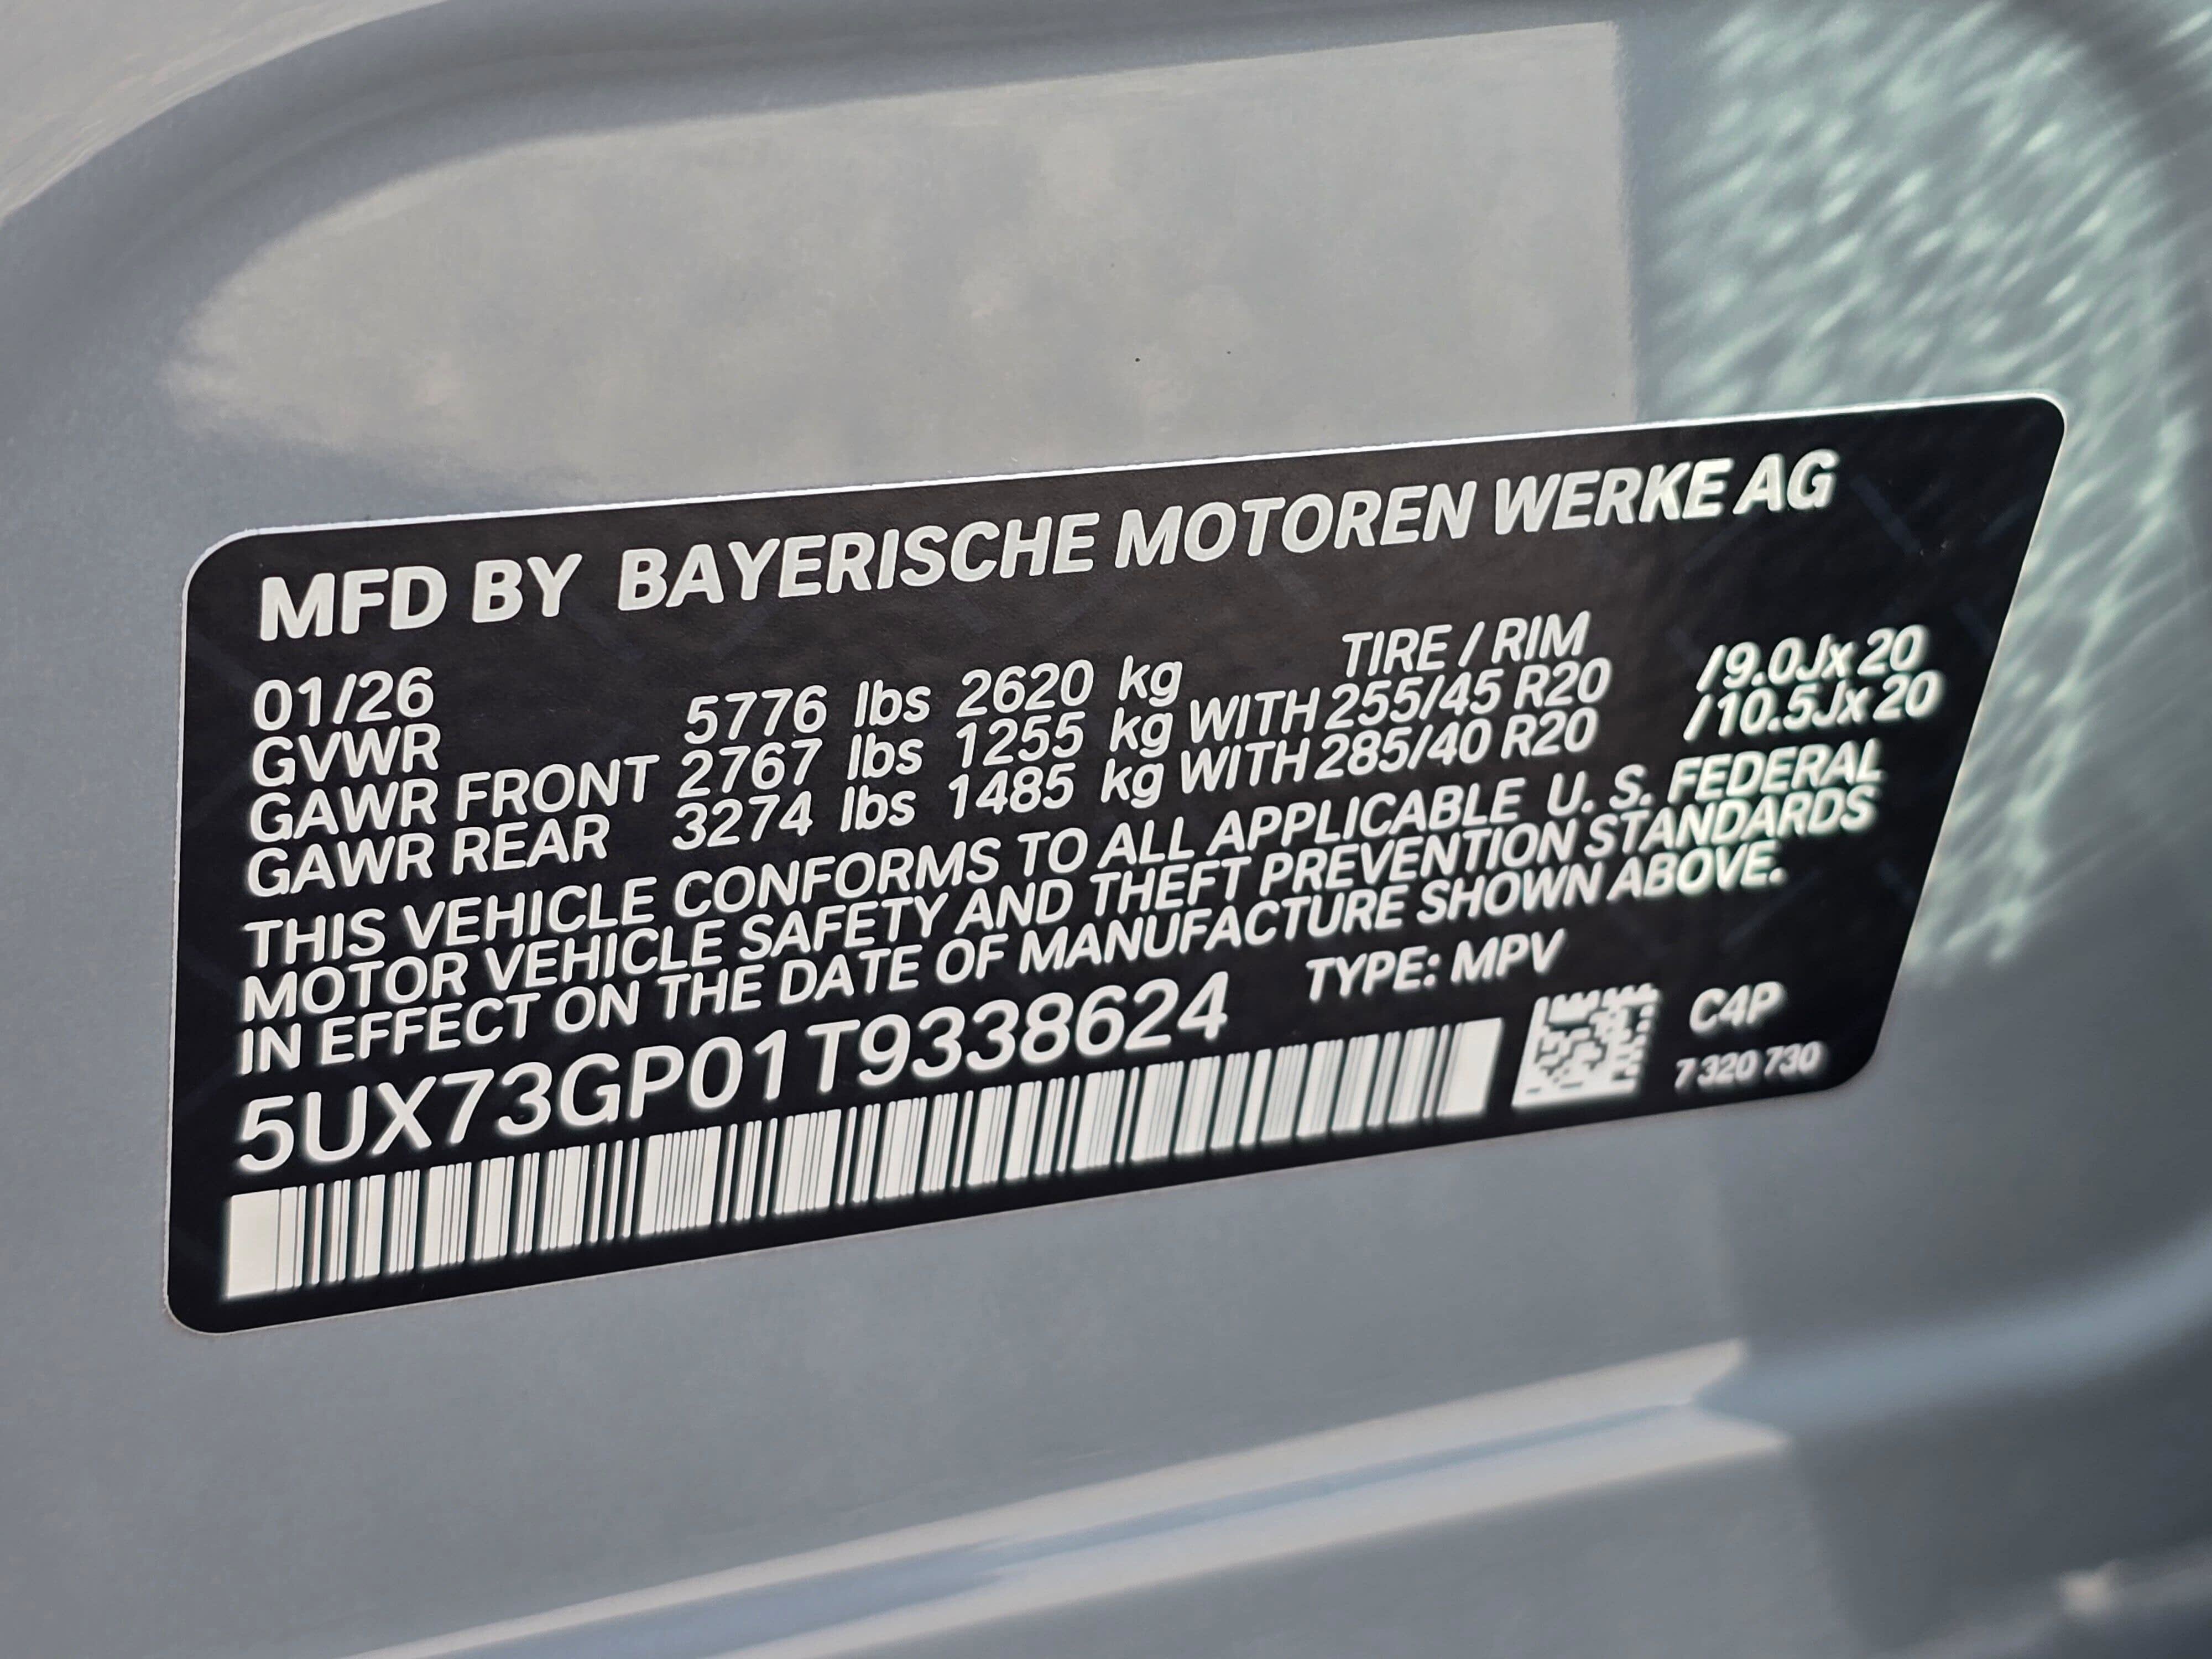 MFD BY BAYERISCHE MOTOREN WERKE AG
TIRE / RIM
01/26
GVWR 5776 lbs 2620 kg
GAWR FRONT 2767 lbs 1255 kg WITH 255/45 R20 /9.0Jx20
GAWR REAR 3274 lbs 1485 kg WITH 285/40 R20 /10.5Jx20
THIS VEHICLE CONFORMS TO ALL APPLICABLE U. S. FEDERAL
MOTOR VEHICLE SAFETY AND THEFT PREVENTION STANDARDS
IN EFFECT ON THE DATE OF MANUFACTURE SHOWN ABOVE.
5UX73GP01T9338624 TYPE: MPV
C4P
7 320 730